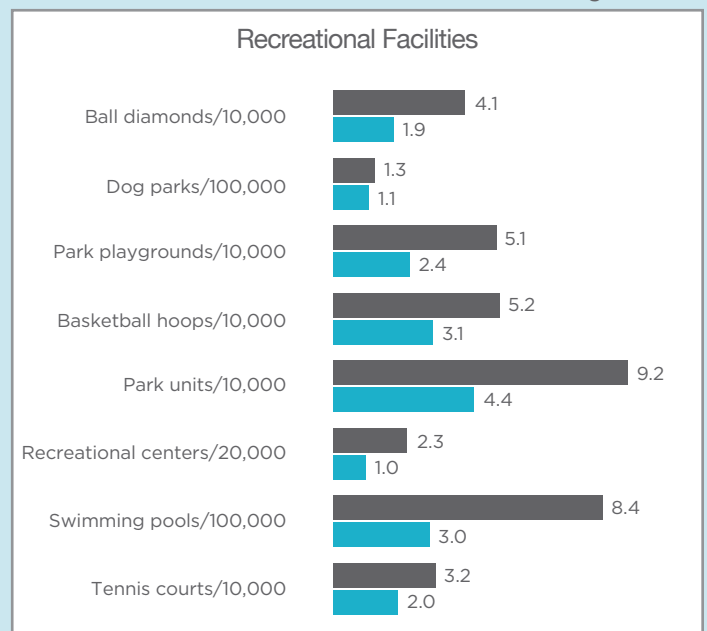 Recreational Facilities
Ball diamonds/10,000
4.1
1.9
Dog parks/100,000
1.3
1.1
Park playgrounds/10,000
5.1
2.4
Basketball hoops/10,000
5.2
3.1
Park units/10,000
9.2
4.4
Recreational centers/20,000
2.3
1.0
Swimming pools/100,000
8.4
3.0
Tennis courts/10,000
3.2
2.0